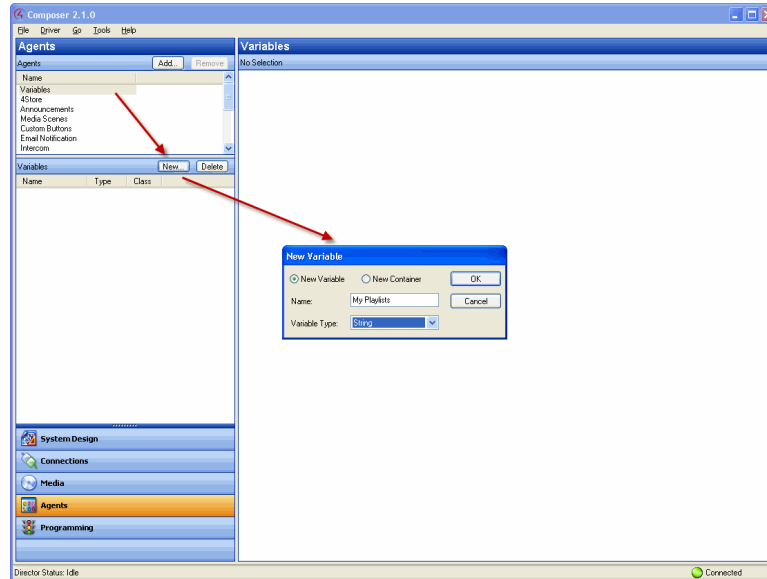 Composer 2.1.0
File Driver Go Tools Help
Agents
Agents Add... Remove
Name
Variables
4Store
Announcements
Media Scenes
Custom Buttons
Email Notification
Intercom
Variables New... Delete
Name Type Class
System Design
Connections
Media
Agents
Programming
Variables
No Selection
New Variable
New Variable New Container OK
Name: My Playlists Cancel
Variable Type: String
Director Status: Idle Connected